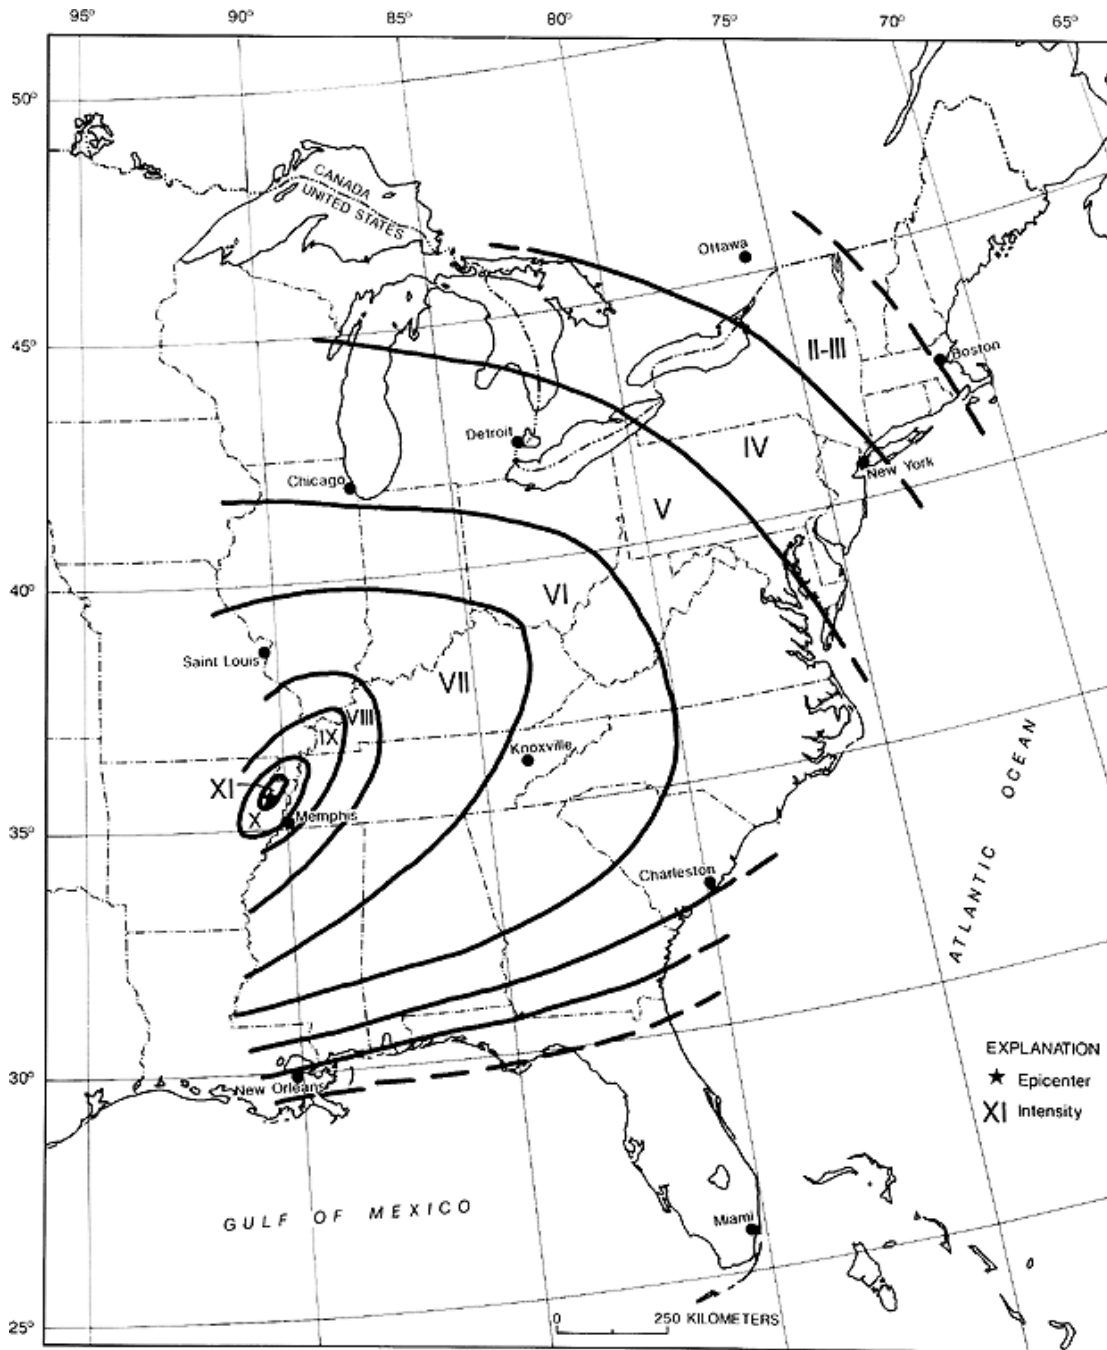 95° 90° 85° 80° 75° 70° 65°
50°
CANADA
UNITED STATES
Ottawa
45°
II-III
Boston
Detroit
IV
New York
Chicago
V
40°
VI
Saint Louis
VII
VIII
IX
Knoxville
XI
X
Memphis
35°
Charleston
ATLANTIC OCEAN
30°
New Orleans
EXPLANATION
★ Epicenter
XI Intensity
GULF OF MEXICO
Miami
0 250 KILOMETERS
25°